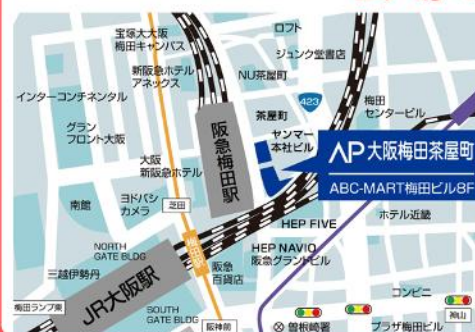 宝塚大大阪
梅田キャンパス
ロフト
ジュンク堂書店
新阪急ホテル
アネックス
NU茶屋町
インターコンチネンタル
423
茶屋町
梅田
センタービル
グラン
フロント大阪
阪急梅田駅
ヤンマー
本社ビル
AP大阪梅田茶屋町
ABC-MART梅田ビル8F
大阪
新阪急ホテル
南館
ヨドバシ
カメラ
芝田
ホテル近畿
HEP FIVE
NORTH
GATE BLDG
梅田駅
HEP NAVIO
阪急グランドビル
三越伊勢丹
阪急
百貨店
JR大阪駅
コンビニ
梅田ランプ東
SOUTH
GATE BLDG
阪神前
曽根崎署
神山
プラザ梅田ビル